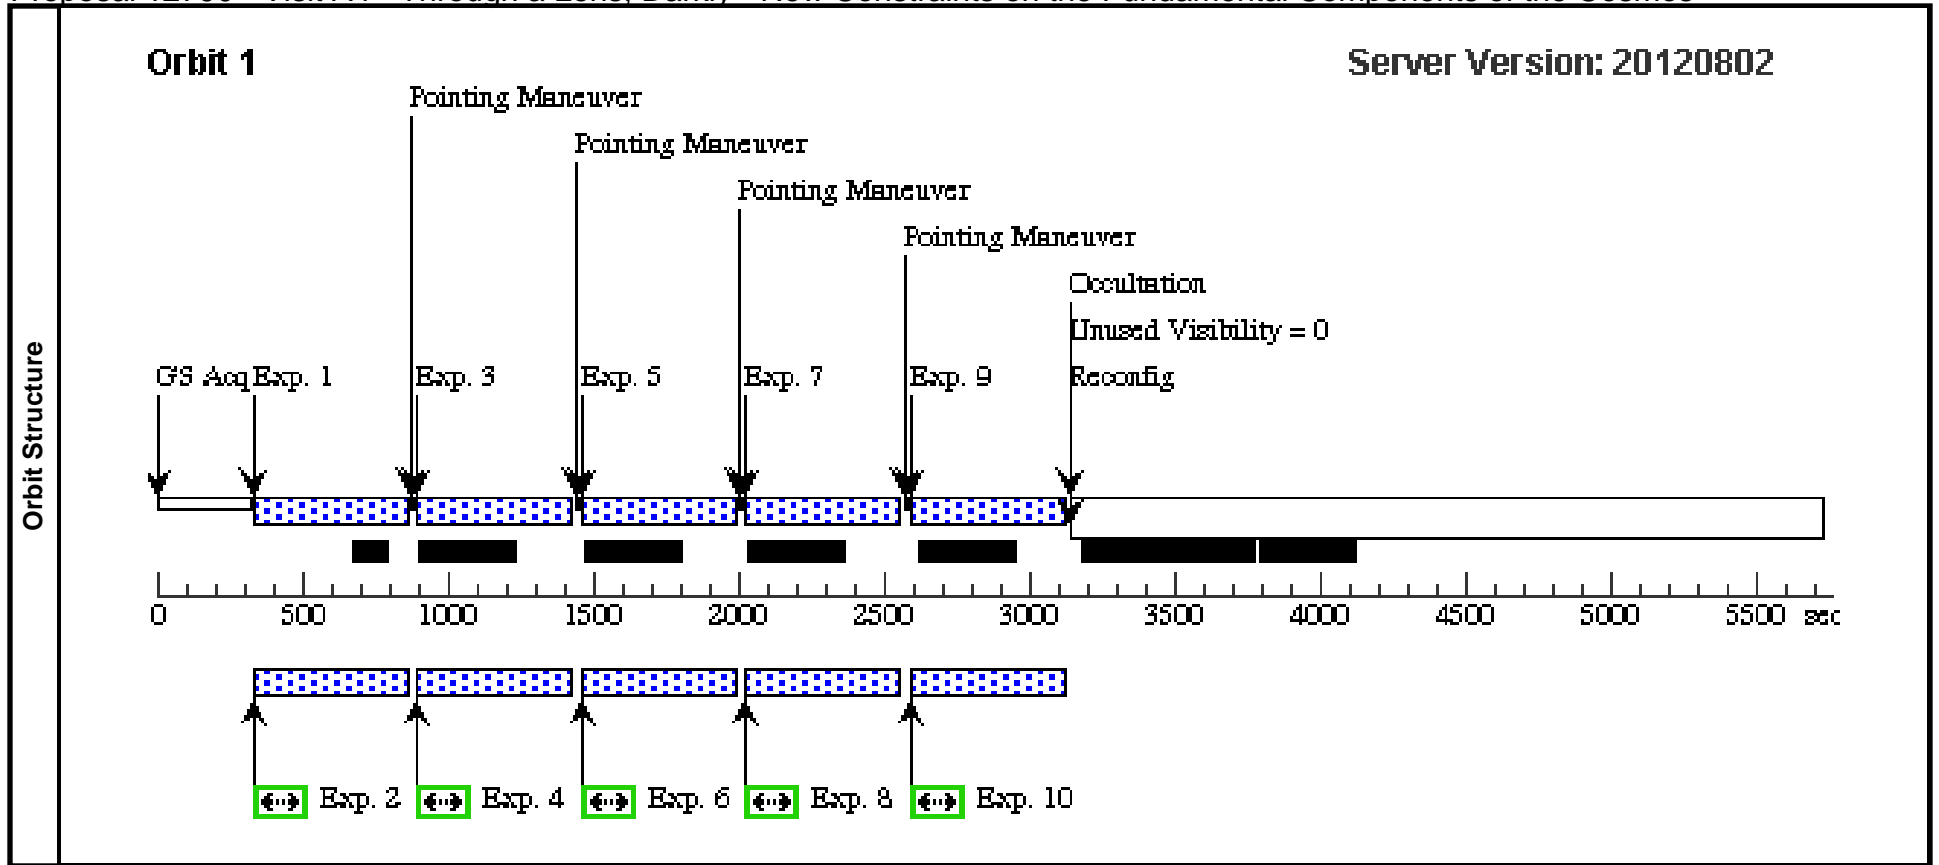 Orbit 1
Server Version: 20120802
Pointing Maneuver
Pointing Maneuver
Pointing Maneuver
Pointing Maneuver
Occultation
Unused Visibility = 0
GS Acq Exp. 1 Exp. 3 Exp. 5 Exp. 7 Exp. 9 Reconfig
Orbit Structure
0 500 1000 1500 2000 2500 3000 3500 4000 4500 5000 5500 sec
Exp. 2 Exp. 4 Exp. 6 Exp. 8 Exp. 10